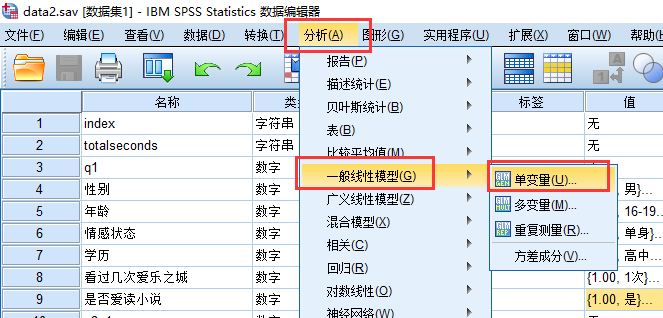 data2.sav [数据集1] - IBM SPSS Statistics 数据编辑器
文件(F) 编辑(E) 查看(V) 数据(D) 转换(T) 分析(A) 图形(G) 实用程序(U) 扩展(X) 窗口(W) 帮助(H
报告(P)
描述统计(E)
贝叶斯统计(B)
表(B)
比较平均值(M)
一般线性模型(G)
广义线性模型(Z)
混合模型(X)
相关(C)
回归(R)
对数线性(O)
神经网络(W)
单变量(U)...
多变量(M)...
重复测量(R)...
方差成分(V)...
名称 类 标签 值
1 index 字符串 无
2 totalseconds 字符串 无
3 q1 数字
4 性别 数字 男}...
5 年龄 数字 16-19...
6 情感状态 数字 单身}...
7 学历 数字 高中...
8 看过几次爱乐之城 数字 {1.00, 1次}...
9 是否爱读小说 数字 {1.00, 是}...